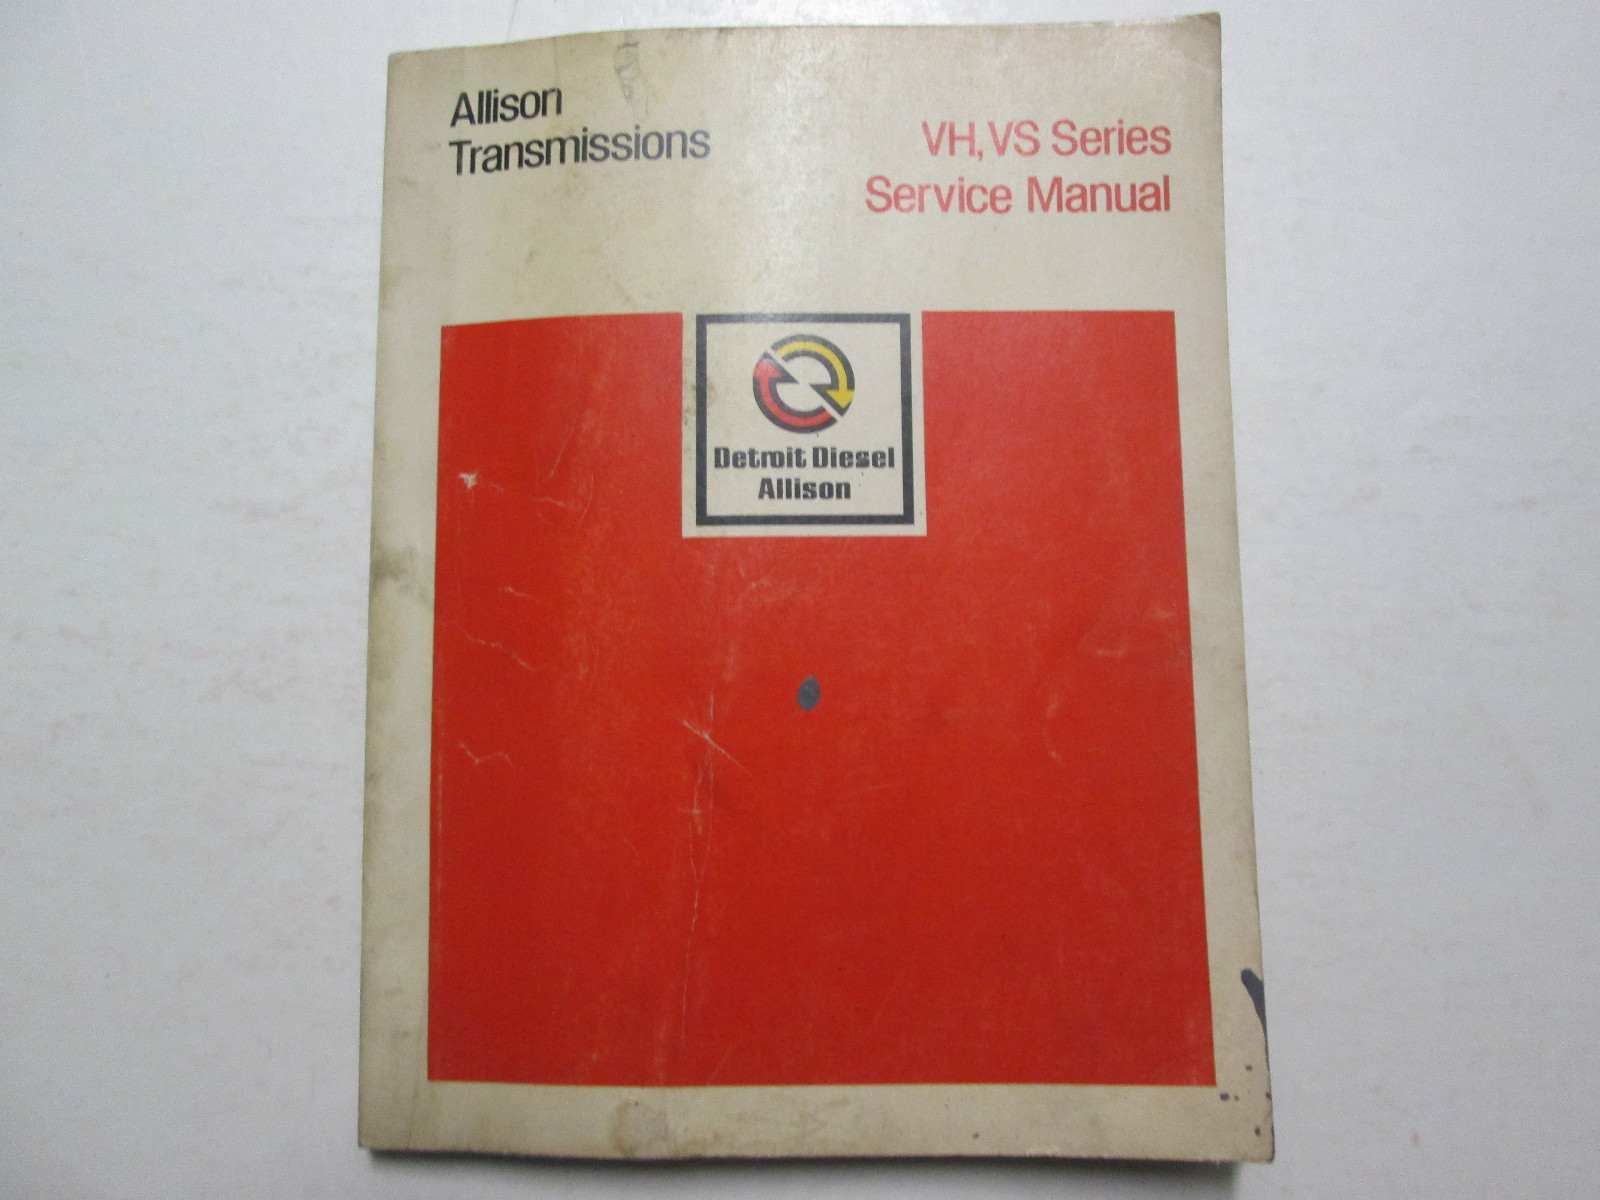 Allison
Transmissions
VH, VS Series
Service Manual
Detroit Diesel
Allison